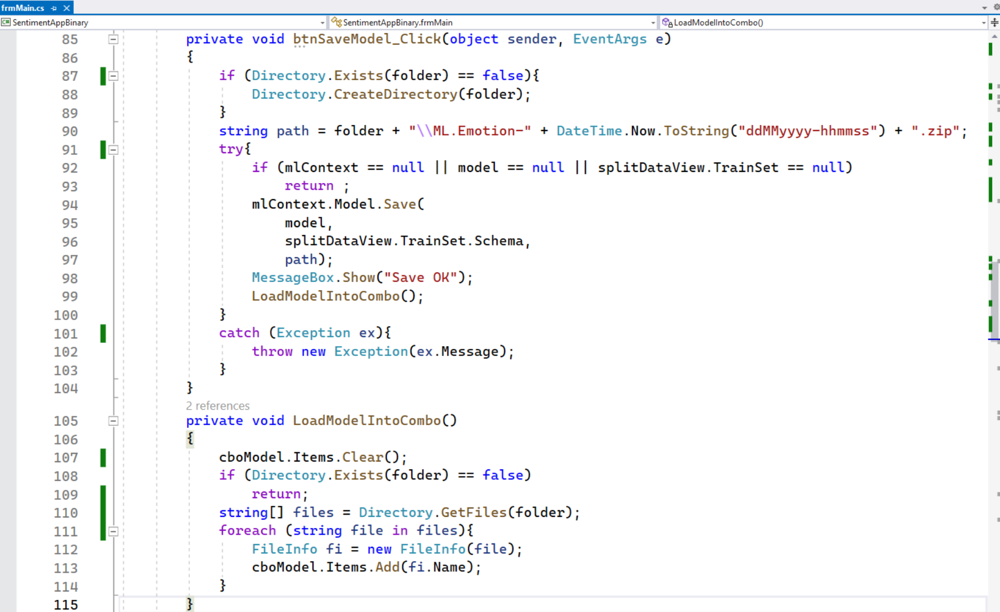 frmMain.cs
C# SentimentAppBinary
SentimentAppBinary.frmMain
LoadModelIntoCombo()
85 private void btnSaveModel_Click(object sender, EventArgs e)
86 {
87 if (Directory.Exists(folder) == false){
88 Directory.CreateDirectory(folder);
89 }
90 string path = folder + "\\ML.Emotion-" + DateTime.Now.ToString("ddMMyyyy-hhmmss") + ".zip";
91 try{
92 if (mlContext == null || model == null || splitDataView.TrainSet == null)
93 return ;
94 mlContext.Model.Save(
95 model,
96 splitDataView.TrainSet.Schema,
97 path);
98 MessageBox.Show("Save OK");
99 LoadModelIntoCombo();
100 }
101 catch (Exception ex){
102 throw new Exception(ex.Message);
103 }
104 }
2 references
105 private void LoadModelIntoCombo()
106 {
107 cboModel.Items.Clear();
108 if (Directory.Exists(folder) == false)
109 return;
110 string[] files = Directory.GetFiles(folder);
111 foreach (string file in files){
112 FileInfo fi = new FileInfo(file);
113 cboModel.Items.Add(fi.Name);
114 }
115 }